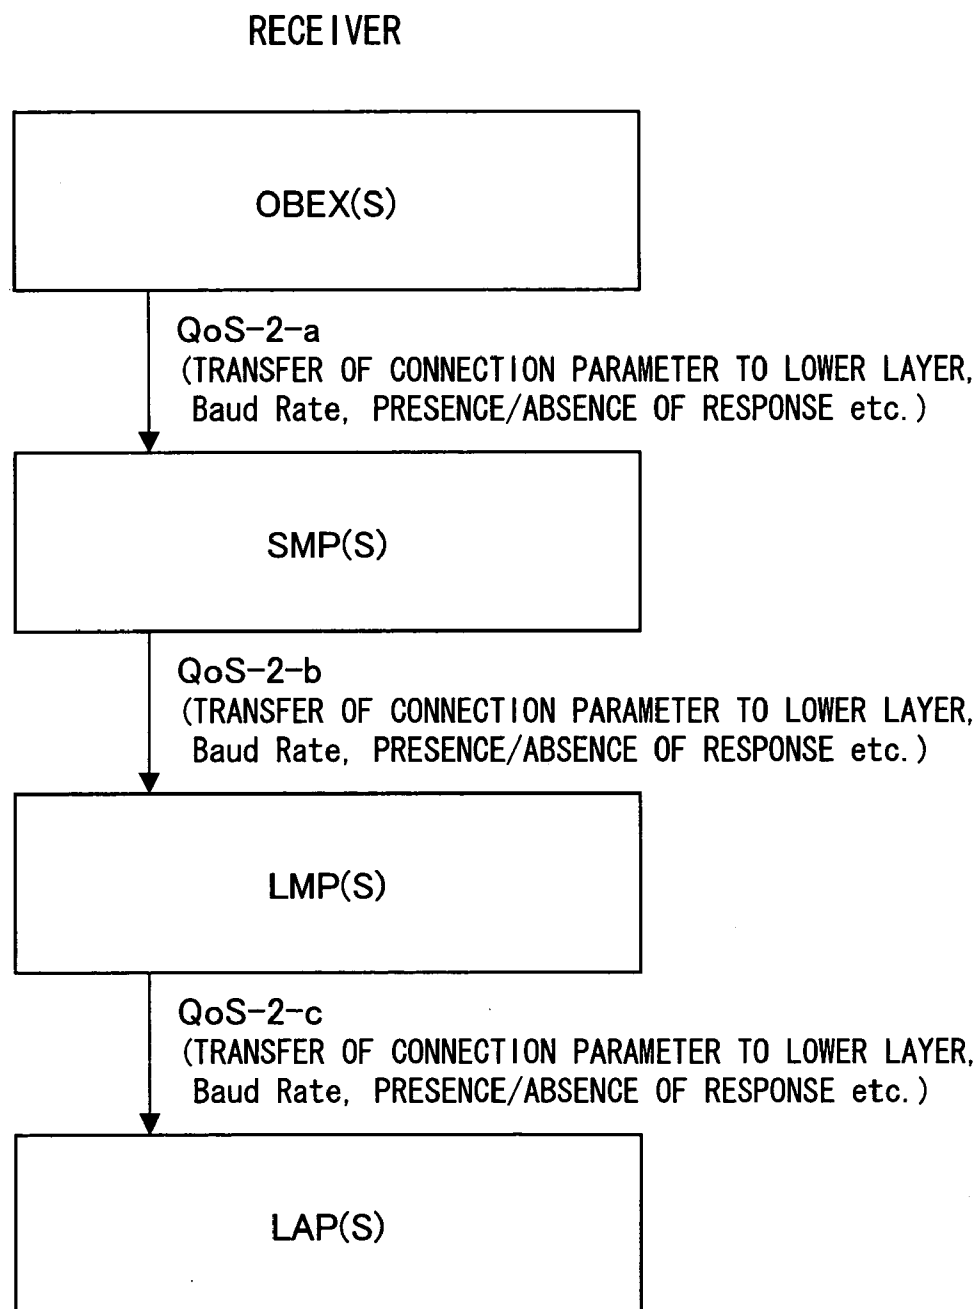 RECEIVER
OBEX(S)
QoS-2-a
(TRANSFER OF CONNECTION PARAMETER TO LOWER LAYER,
Baud Rate, PRESENCE/ABSENCE OF RESPONSE etc.)
SMP(S)
QoS-2-b
(TRANSFER OF CONNECTION PARAMETER TO LOWER LAYER,
Baud Rate, PRESENCE/ABSENCE OF RESPONSE etc.)
LMP(S)
QoS-2-c
(TRANSFER OF CONNECTION PARAMETER TO LOWER LAYER,
Baud Rate, PRESENCE/ABSENCE OF RESPONSE etc.)
LAP(S)